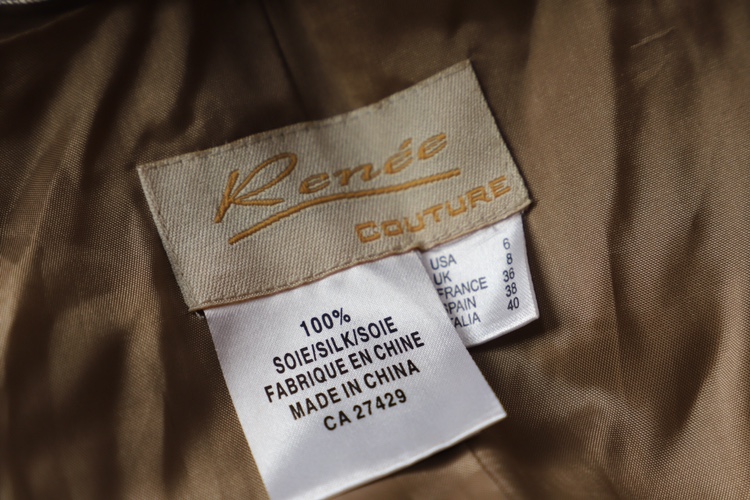 Renée
COUTURE
USA 6
UK 8
FRANCE 36
SPAIN 38
ITALIA 40
100%
SOIE/SILK/SOIE
FABRIQUE EN CHINE
MADE IN CHINA
CA 27429